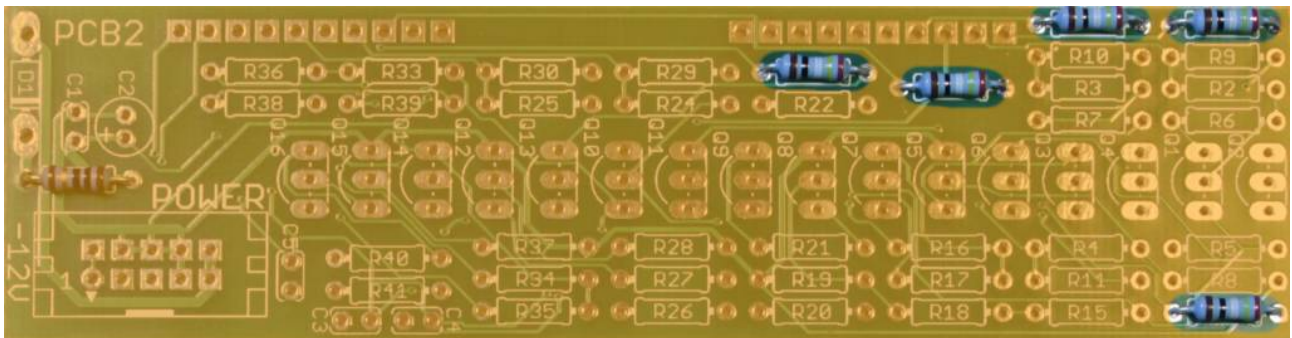 PCB2
R10 R9
R36 R33 R30 R29 R3 R2
D1 C1 C2 R38 R39 R25 R24 R22 R7 R6
+
Q16 Q15 Q14 Q12 Q13 Q10 Q11 Q9 Q8 Q7 Q6 Q5 Q3 Q4 Q1 Q2
POWER
-12V
1
C5
R37 R28 R21 R16 R4 R5
R40
R34 R27 R19 R17 R11 R8
R41
R35 R26 R20 R18 R15
C3 C4